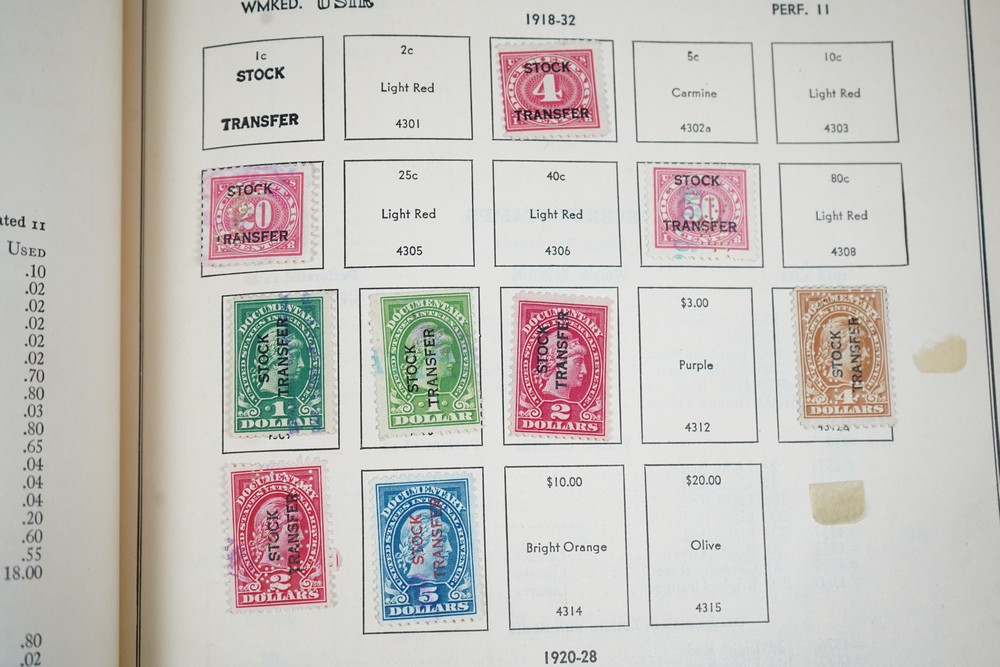 WMKED. USIR
1918-32
PERF. 11
1c
STOCK
TRANSFER
2c
Light Red
4301
STOCK
4
TRANSFER
5c
Carmine
4302a
10c
Light Red
4303
STOCK
20
TRANSFER
25c
Light Red
4305
40c
Light Red
4306
STOCK
50
TRANSFER
80c
Light Red
4308
DOCUMENTARY
STOCK
TRANSFER
1
DOLLAR
DOCUMENTARY
STOCK
TRANSFER
DOLLAR
DOCUMENTARY
STOCK
TRANSFER
2
DOLLARS
$3.00
Purple
4312
DOCUMENTARY
STOCK
TRANSFER
4
DOLLARS
DOCUMENTARY
STOCK
TRANSFER
2
DOLLARS
DOCUMENTARY
STOCK
TRANSFER
5
DOLLARS
$10.00
Bright Orange
4314
$20.00
Olive
4315
1920-28
11
USED
.10
.02
.02
.02
.02
.02
.70
.80
.03
.80
.65
.04
.04
.04
.20
.60
.55
18.00
.80
.02